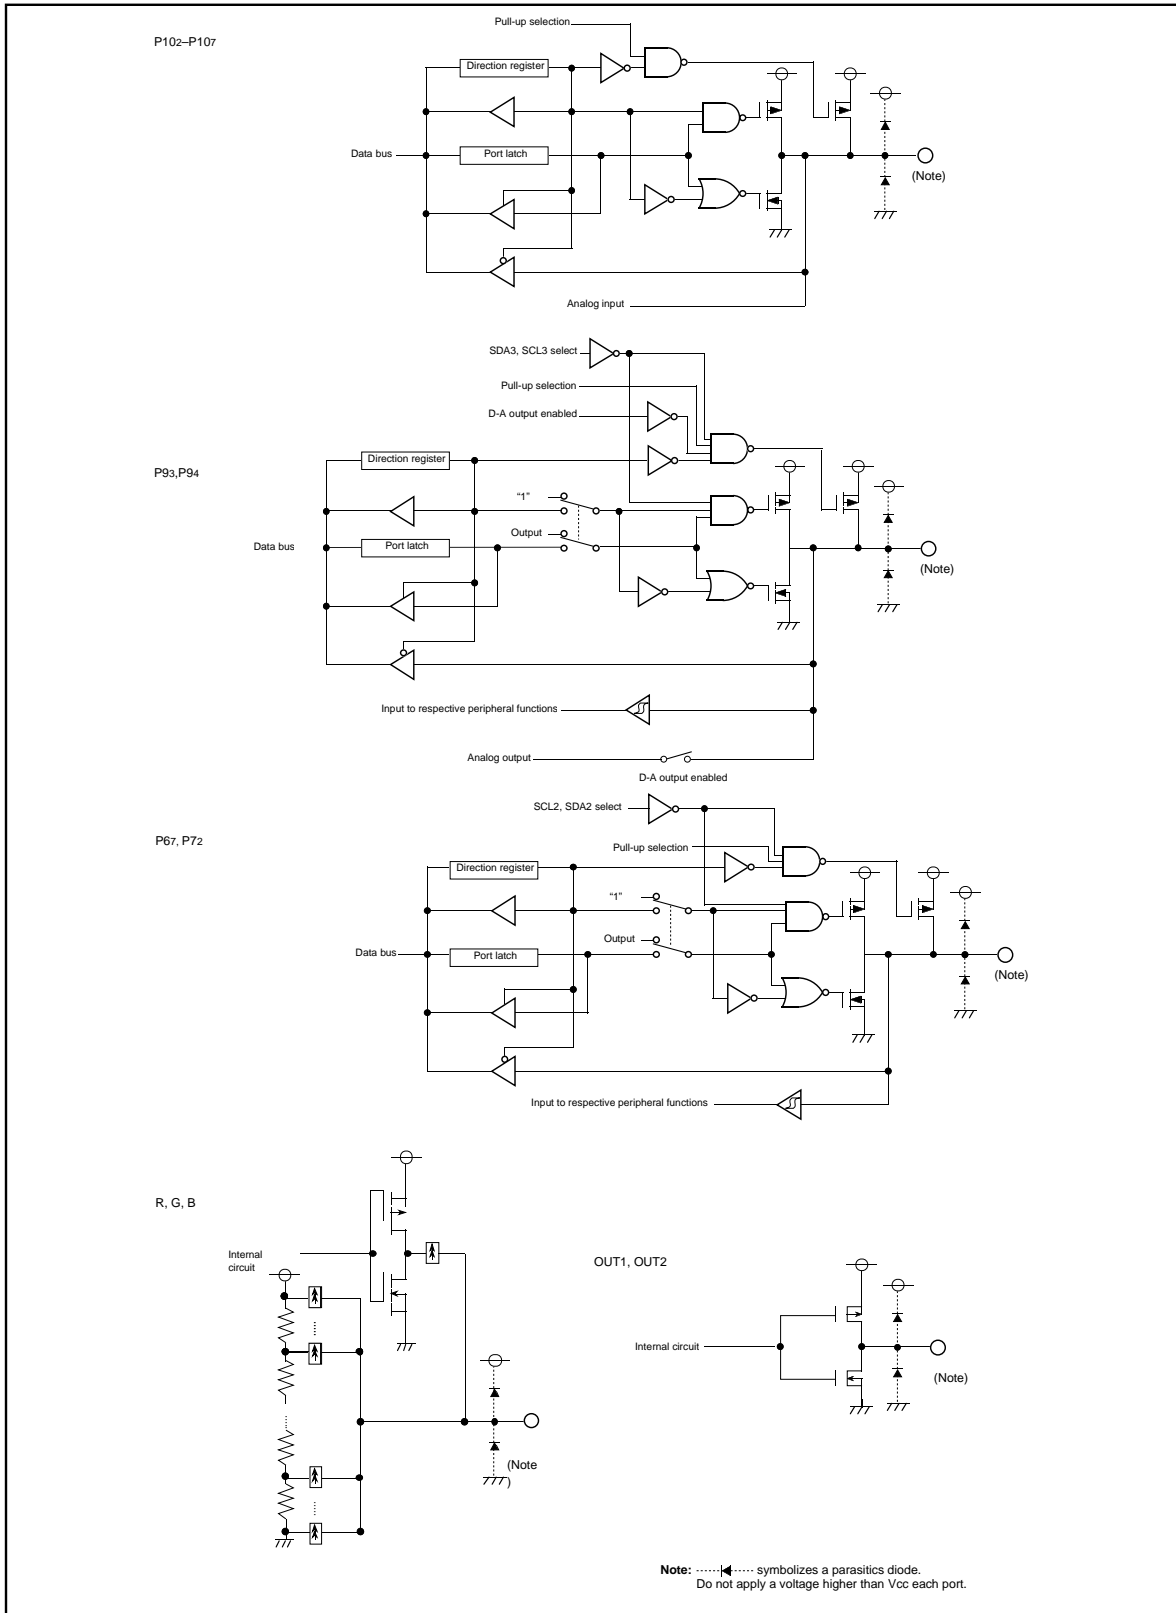 Pull-up selection
P102–P107
Direction register
Data bus
Port latch
(Note)
Analog input
SDA3, SCL3 select
Pull-up selection
D-A output enabled
Direction register
P93,P94
“1”
Output
Data bus
Port latch
(Note)
Input to respective peripheral functions
Analog output
D-A output enabled
SCL2, SDA2 select
P67, P72
Pull-up selection
Direction register
“1”
Output
Data bus
Port latch
(Note)
Input to respective peripheral functions
R, G, B
Internal
circuit
(Note
)
OUT1, OUT2
Internal circuit
(Note)
Note: symbolizes a parasitics diode.
Do not apply a voltage higher than Vcc each port.